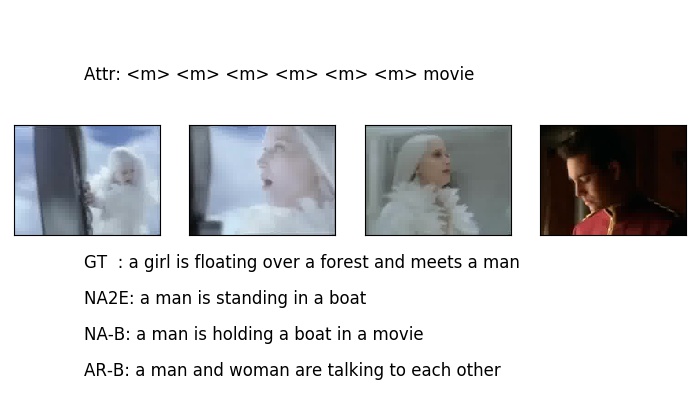 Attr: <m> <m> <m> <m> <m> <m> movie
GT : a girl is floating over a forest and meets a man
NA2E: a man is standing in a boat
NA-B: a man is holding a boat in a movie
AR-B: a man and woman are talking to each other